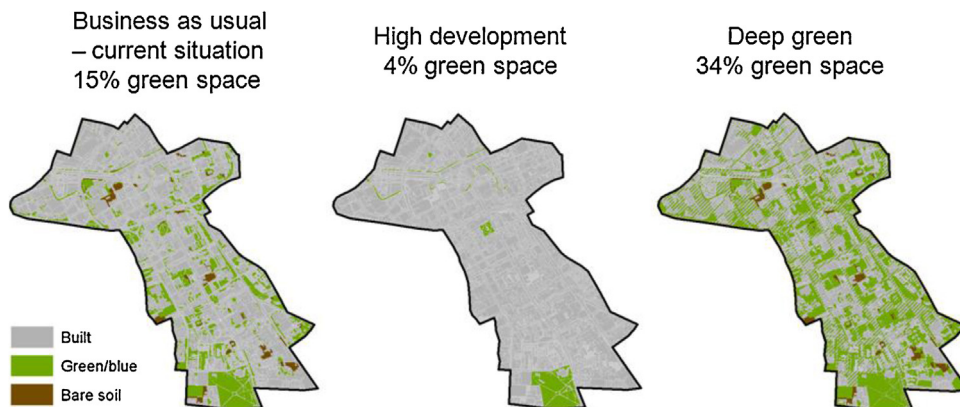 Business as usual
– current situation
15% green space
High development
4% green space
Deep green
34% green space
Built
Green/blue
Bare soil